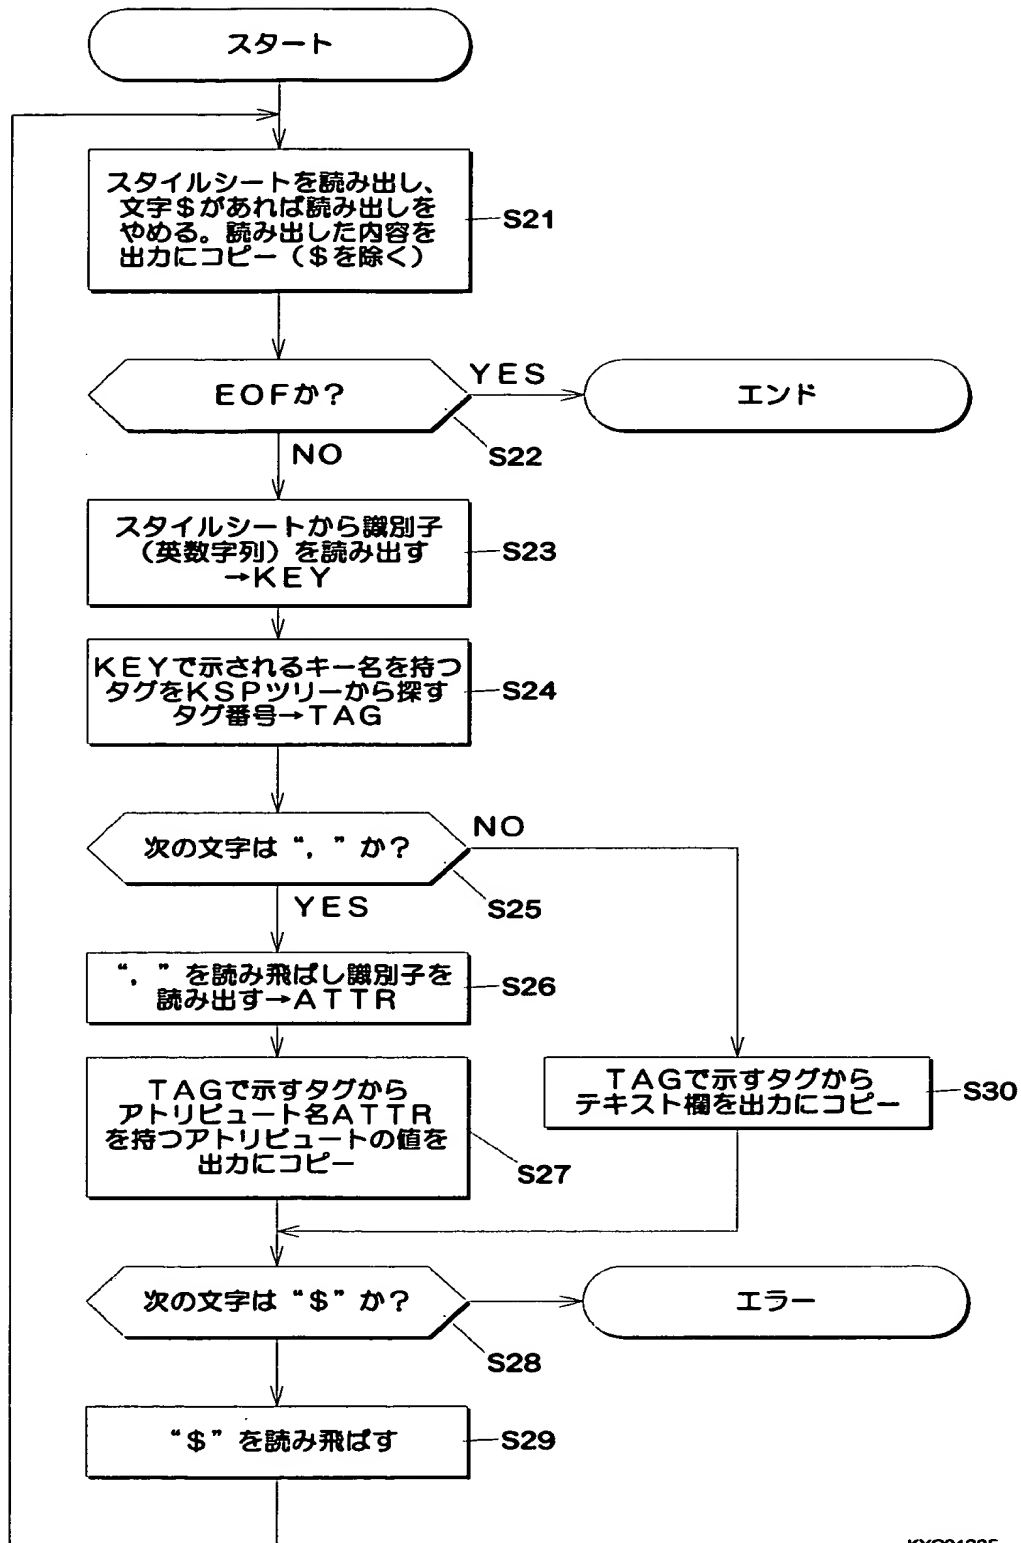 スタート
スタイルシートを読み出し、
文字＄があれば読み出しを
やめる。読み出した内容を
出力にコピー（＄を除く）
S21
EOFか？
YES
エンド
S22
NO
スタイルシートから識別子
（英数字列）を読み出す
→KEY
S23
KEYで示されるキー名を持つ
タグをKSPツリーから探す
タグ番号→TAG
S24
次の文字は“，”か？
NO
S25
YES
“，”を読み飛ばし識別子を
読み出す→ATTR
S26
TAGで示すタグから
アトリビュート名ATTR
を持つアトリビュートの値を
出力にコピー
S27
TAGで示すタグから
テキスト欄を出力にコピー
S30
次の文字は“＄”か？
エラー
S28
“＄”を読み飛ばす
S29